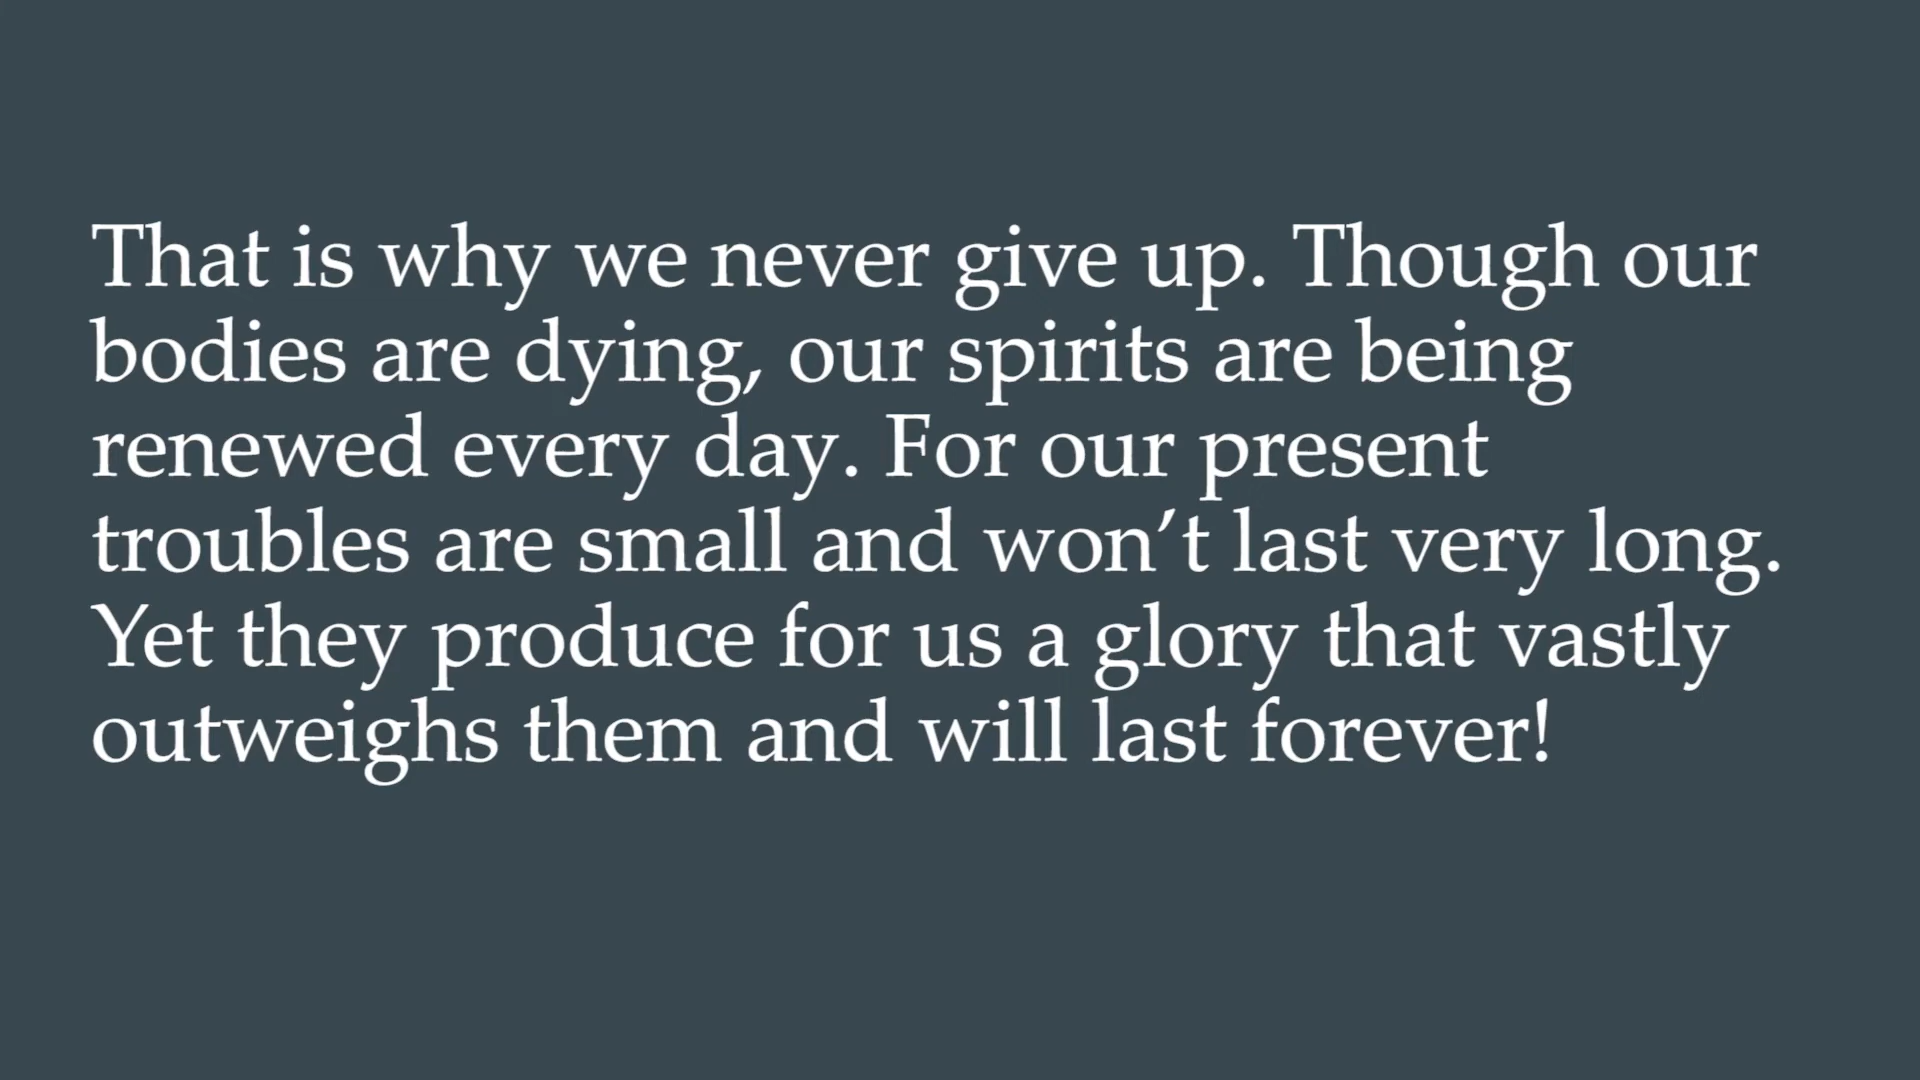 That is why we never give up. Though our
bodies are dying, our spirits are being
renewed every day. For our present
troubles are small and won’t last very long.
Yet they produce for us a glory that vastly
outweighs them and will last forever!